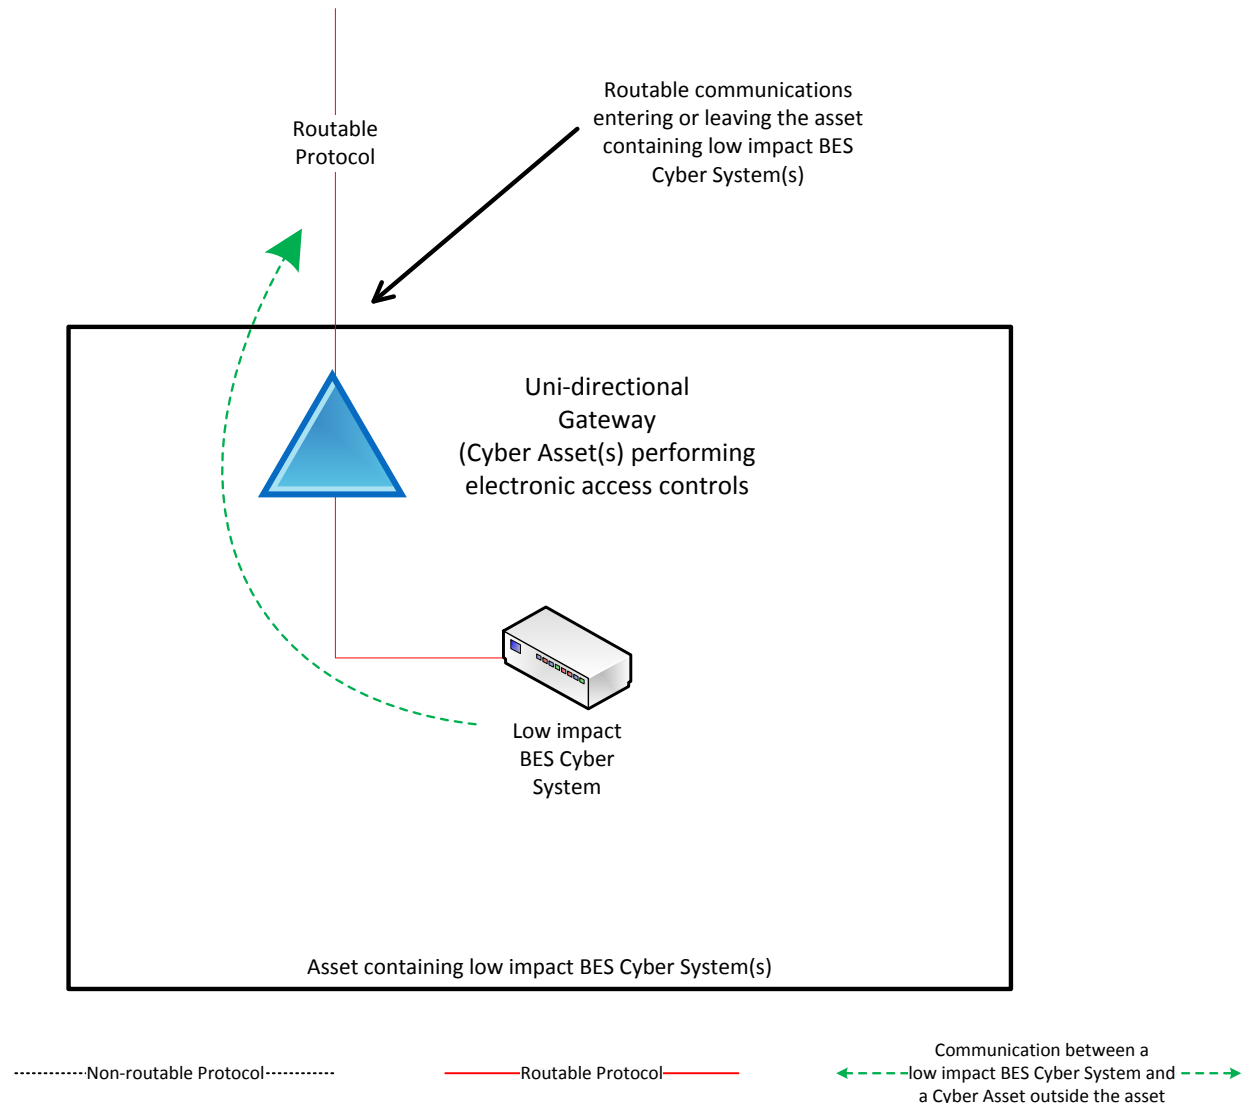 Routable communications
entering or leaving the asset
containing low impact BES
Cyber System(s)
Routable
Protocol
Uni-directional
Gateway
(Cyber Asset(s) performing
electronic access controls
Low impact
BES Cyber
System
Asset containing low impact BES Cyber System(s)
Non-routable Protocol
Routable Protocol
Communication between a
low impact BES Cyber System and
a Cyber Asset outside the asset